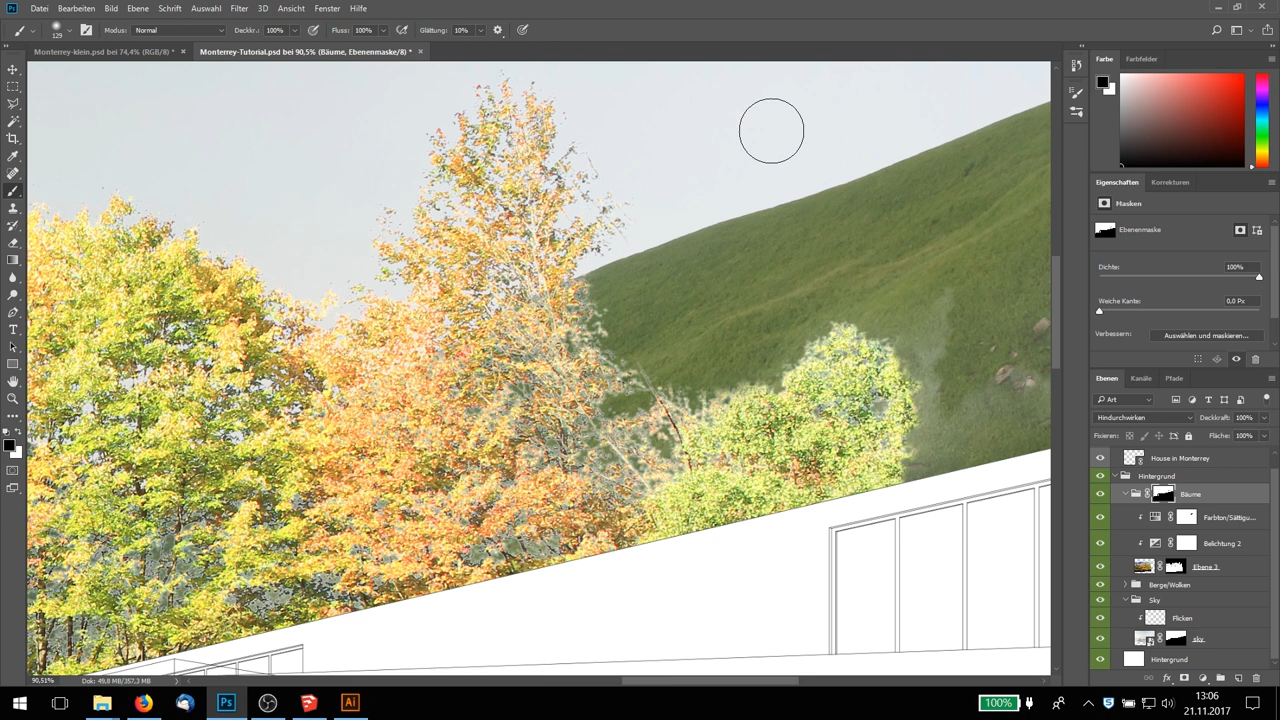 Ps Datei Bearbeiten Bild Ebene Schrift Auswahl Filter 3D Ansicht Fenster Hilfe
129 Modus: Normal Deckkr.: 100% Fluss: 100% Glättung: 10%
Monterrey-klein.psd bei 74,4% (RGB/8) * × Monterrey-Tutorial.psd bei 90,5% (Bäume, Ebenenmaske/8) * ×
Farbe Farbfelder
Eigenschaften Korrekturen
Masken
Ebenenmaske
Dichte: 100%
Weiche Kante: 0,0 Px
Verbessern: Auswählen und maskieren...
Ebenen Kanäle Pfade
Art
Hindurchwirken Deckkraft: 100%
Fixieren: Fläche: 100%
House in Monterrey
Hintergrund
Bäume
Farbton/Sättigu...
Belichtung 2
Ebene 3
Berge/Wolken
Sky
Flicken
sky
Hintergrund
90,51% Dok: 49,8 MB/357,3 MB
fx
Ps Ai 100% 13:06
21.11.2017